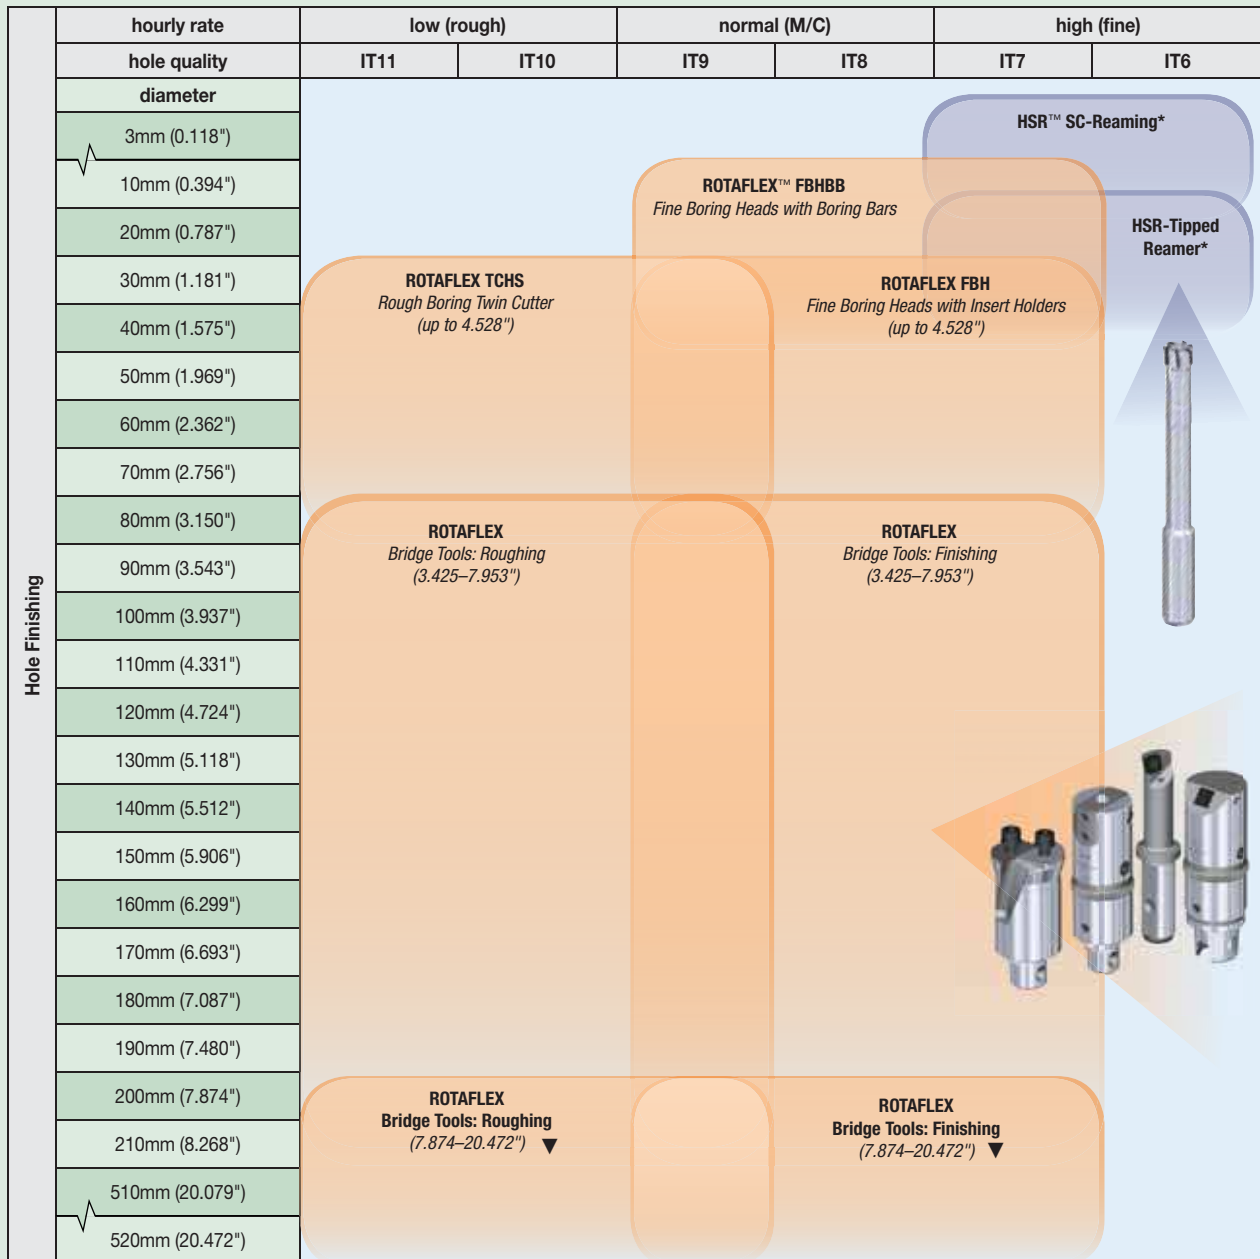 hourly rate low (rough) normal (M/C) high (fine)
hole quality IT11 IT10 IT9 IT8 IT7 IT6
diameter
Hole Finishing
3mm (0.118")
10mm (0.394")
20mm (0.787")
30mm (1.181")
40mm (1.575")
50mm (1.969")
60mm (2.362")
70mm (2.756")
80mm (3.150")
90mm (3.543")
100mm (3.937")
110mm (4.331")
120mm (4.724")
130mm (5.118")
140mm (5.512")
150mm (5.906")
160mm (6.299")
170mm (6.693")
180mm (7.087")
190mm (7.480")
200mm (7.874")
210mm (8.268")
510mm (20.079")
520mm (20.472")
HSR™ SC-Reaming*
ROTAFLEX™ FBHBB
Fine Boring Heads with Boring Bars
HSR-Tipped
Reamer*
ROTAFLEX TCHS
Rough Boring Twin Cutter
(up to 4.528")
ROTAFLEX FBH
Fine Boring Heads with Insert Holders
(up to 4.528")
ROTAFLEX
Bridge Tools: Roughing
(3.425–7.953")
ROTAFLEX
Bridge Tools: Finishing
(3.425–7.953")
ROTAFLEX
Bridge Tools: Roughing
(7.874–20.472") ▼
ROTAFLEX
Bridge Tools: Finishing
(7.874–20.472") ▼